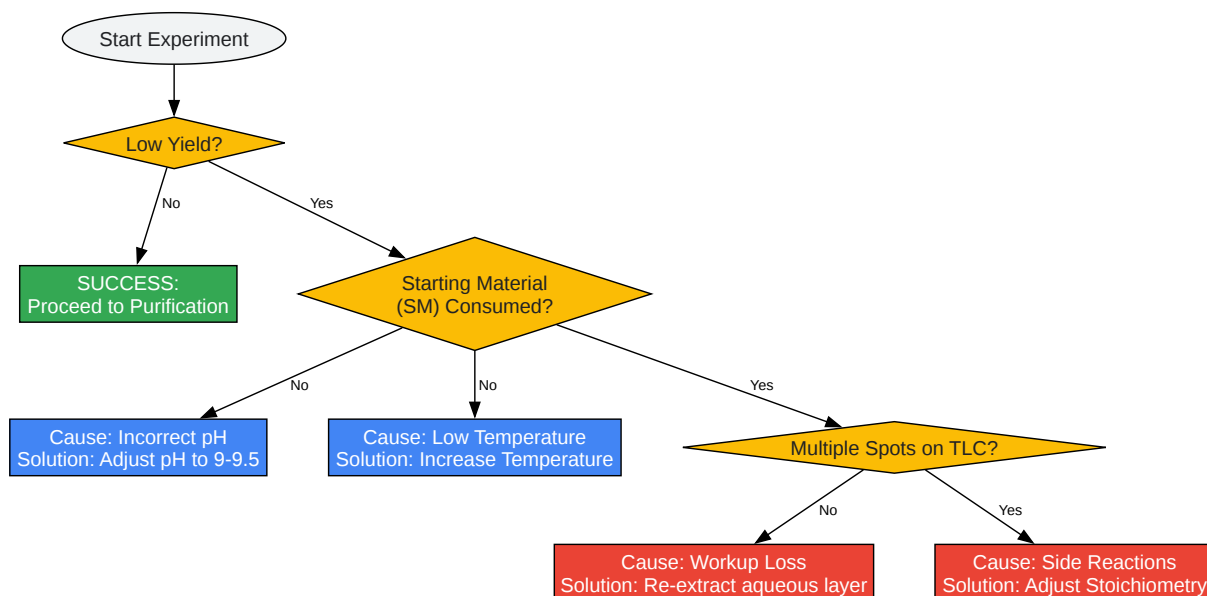 Start Experiment
Low Yield?
No
Yes
SUCCESS:
Proceed to Purification
Starting Material
(SM) Consumed?
No
No
Yes
Cause: Incorrect pH
Solution: Adjust pH to 9-9.5
Cause: Low Temperature
Solution: Increase Temperature
Multiple Spots on TLC?
No
Yes
Cause: Workup Loss
Solution: Re-extract aqueous layer
Cause: Side Reactions
Solution: Adjust Stoichiometry